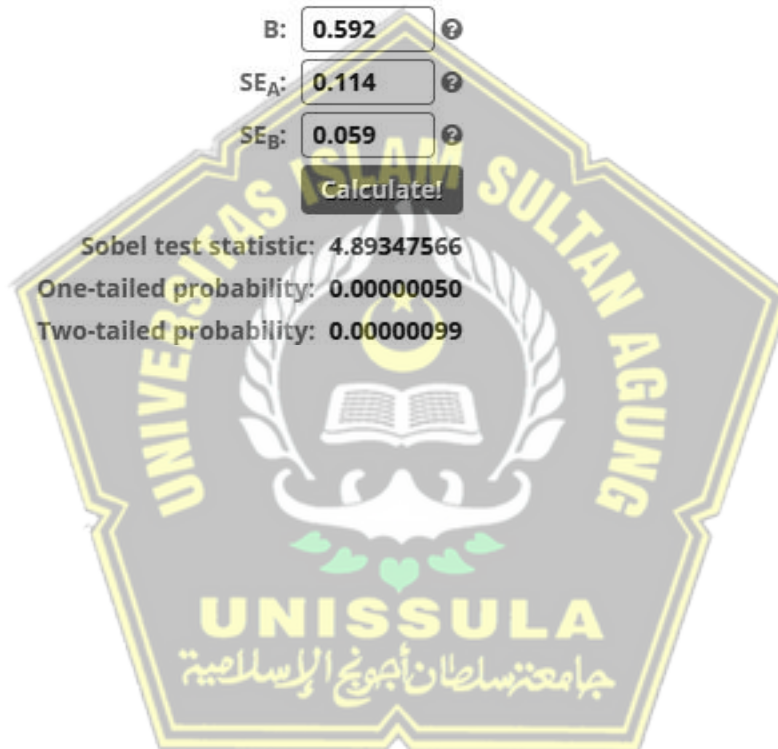 B: 0.592
SEA: 0.114
SEB: 0.059
Calculate!
Sobel test statistic: 4.89347566
One-tailed probability: 0.00000050
Two-tailed probability: 0.00000099
UNIVERSITAS ISLAM SULTAN AGUNG
UNISSULA
جامعة سلطان أجونج الإسلامية